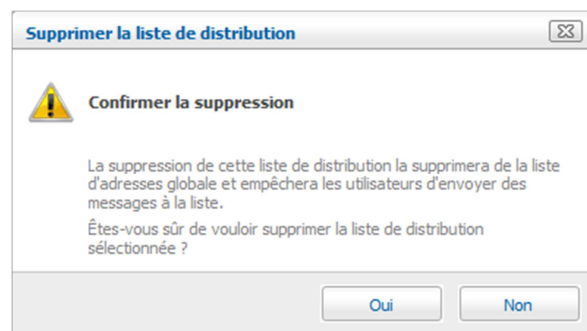 Supprimer la liste de distribution
Confirmer la suppression
La suppression de cette liste de distribution la supprimera de la liste
d'adresses globale et empêchera les utilisateurs d'envoyer des
messages à la liste.
Êtes-vous sûr de vouloir supprimer la liste de distribution
sélectionnée ?
Oui
Non